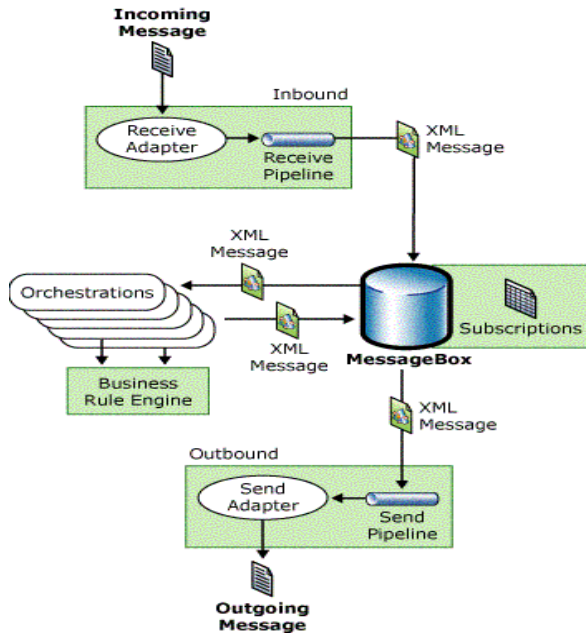 Incoming
Message
Inbound
Receive
Adapter
Receive
Pipeline
XML
Message
XML
Message
Orchestrations
XML
Message
Subscriptions
MessageBox
Business
Rule Engine
XML
Message
Outbound
Send
Adapter
Send
Pipeline
Outgoing
Message